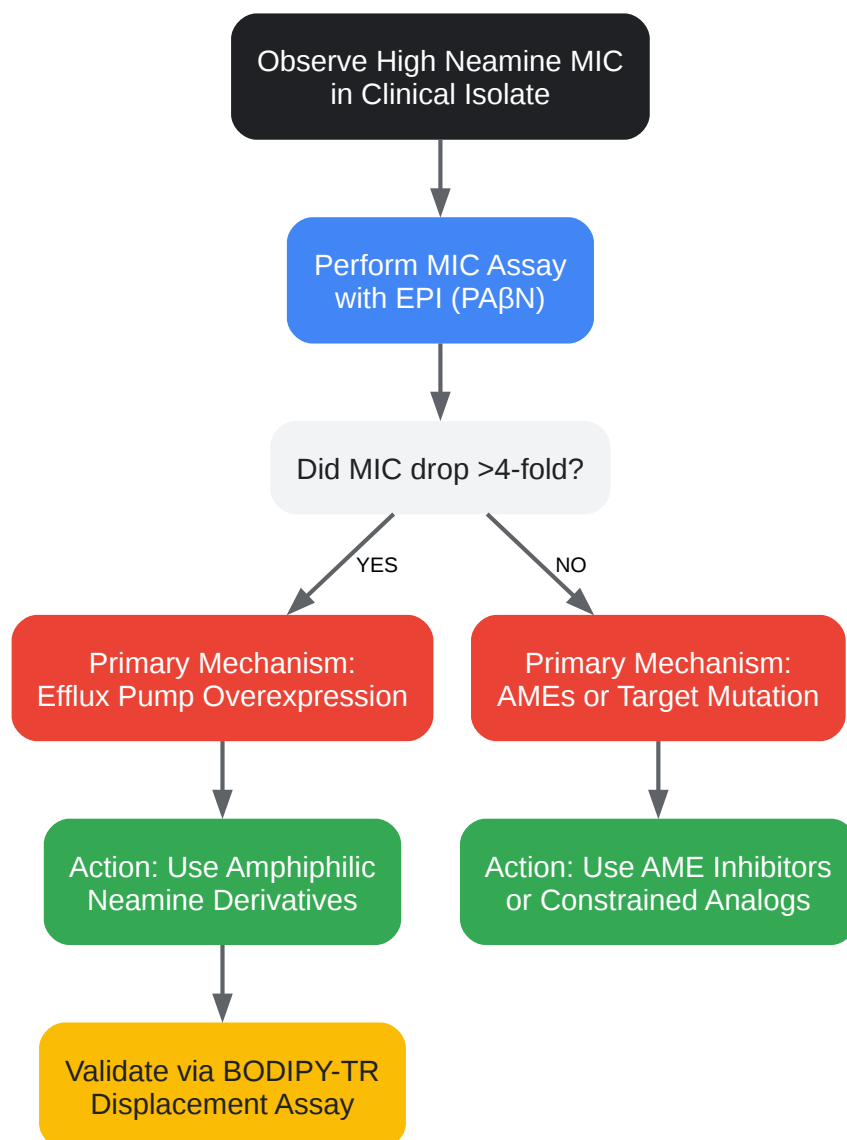 Observe High Neamine MIC
in Clinical Isolate
Perform MIC Assay
with EPI (PAβN)
Did MIC drop >4-fold?
YES
NO
Primary Mechanism:
Efflux Pump Overexpression
Primary Mechanism:
AMEs or Target Mutation
Action: Use Amphiphilic
Neamine Derivatives
Action: Use AME Inhibitors
or Constrained Analogs
Validate via BODIPY-TR
Displacement Assay